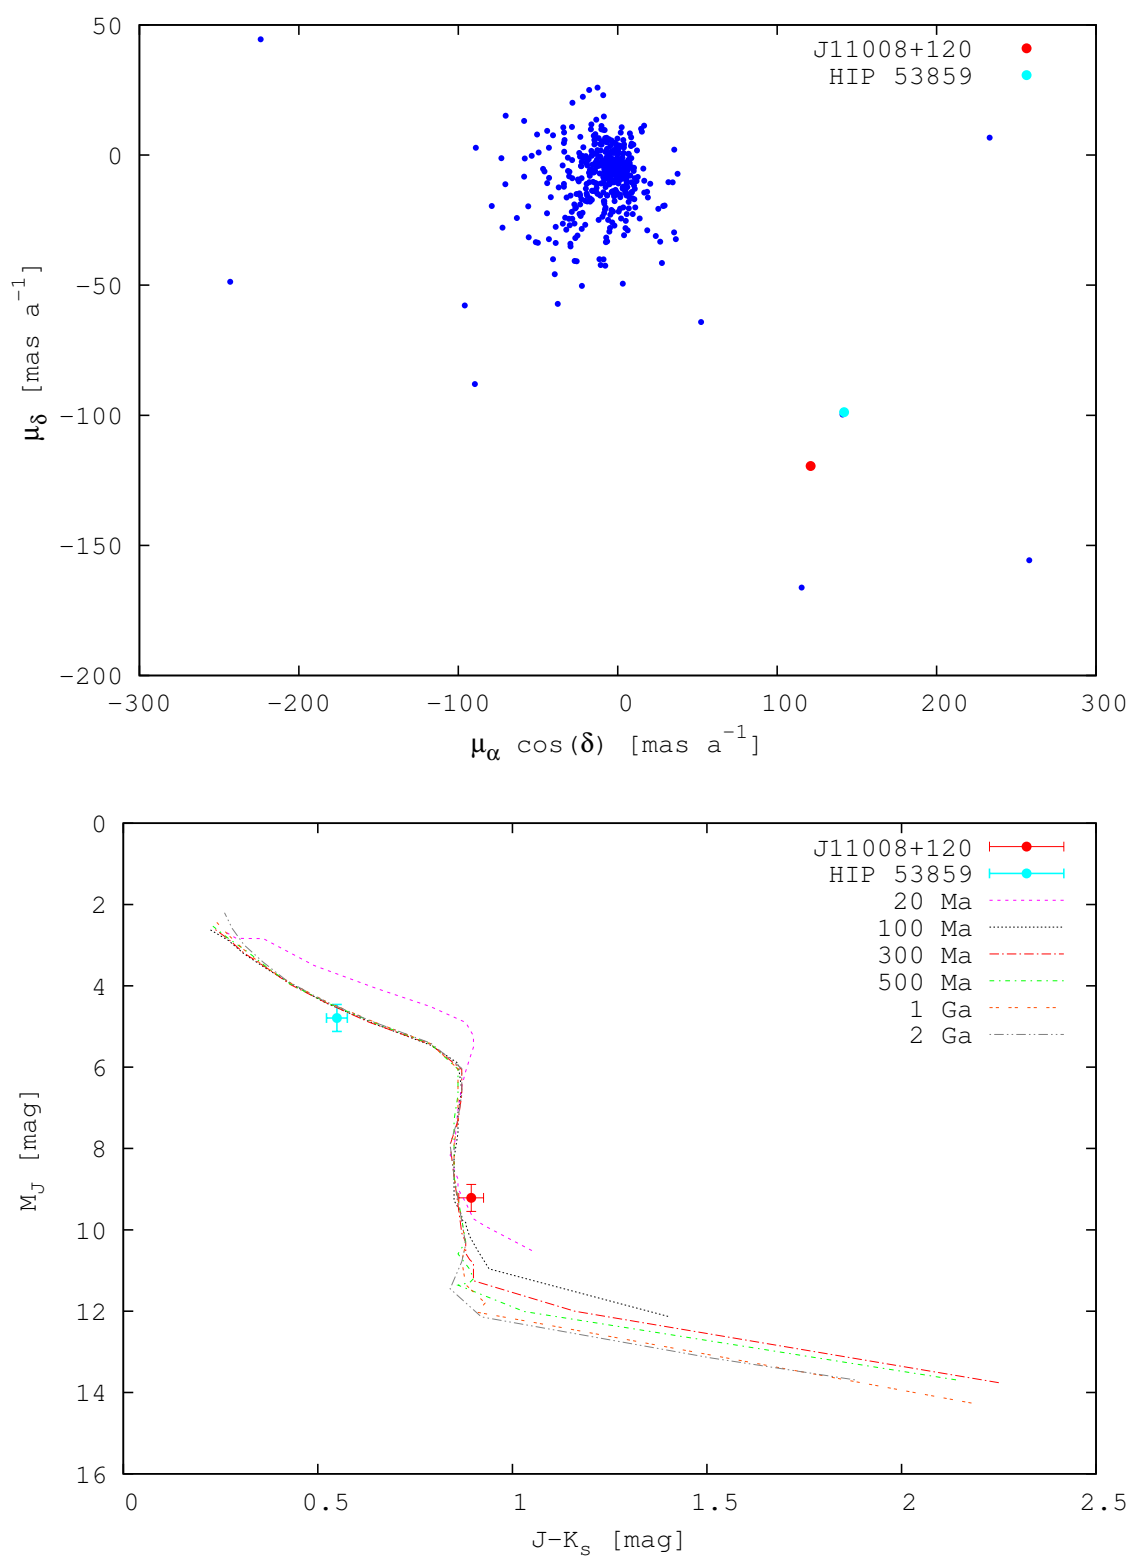 50
0
−50
−100
−150
−200
μδ [mas a−1]
J11008+120
HIP 53859
−300 −200 −100 0 100 200 300
μα cos(δ) [mas a−1]
0
2
4
6
8
10
12
14
16
MJ [mag]
J11008+120
HIP 53859
20 Ma
100 Ma
300 Ma
500 Ma
1 Ga
2 Ga
0 0.5 1 1.5 2 2.5
J−Ks [mag]